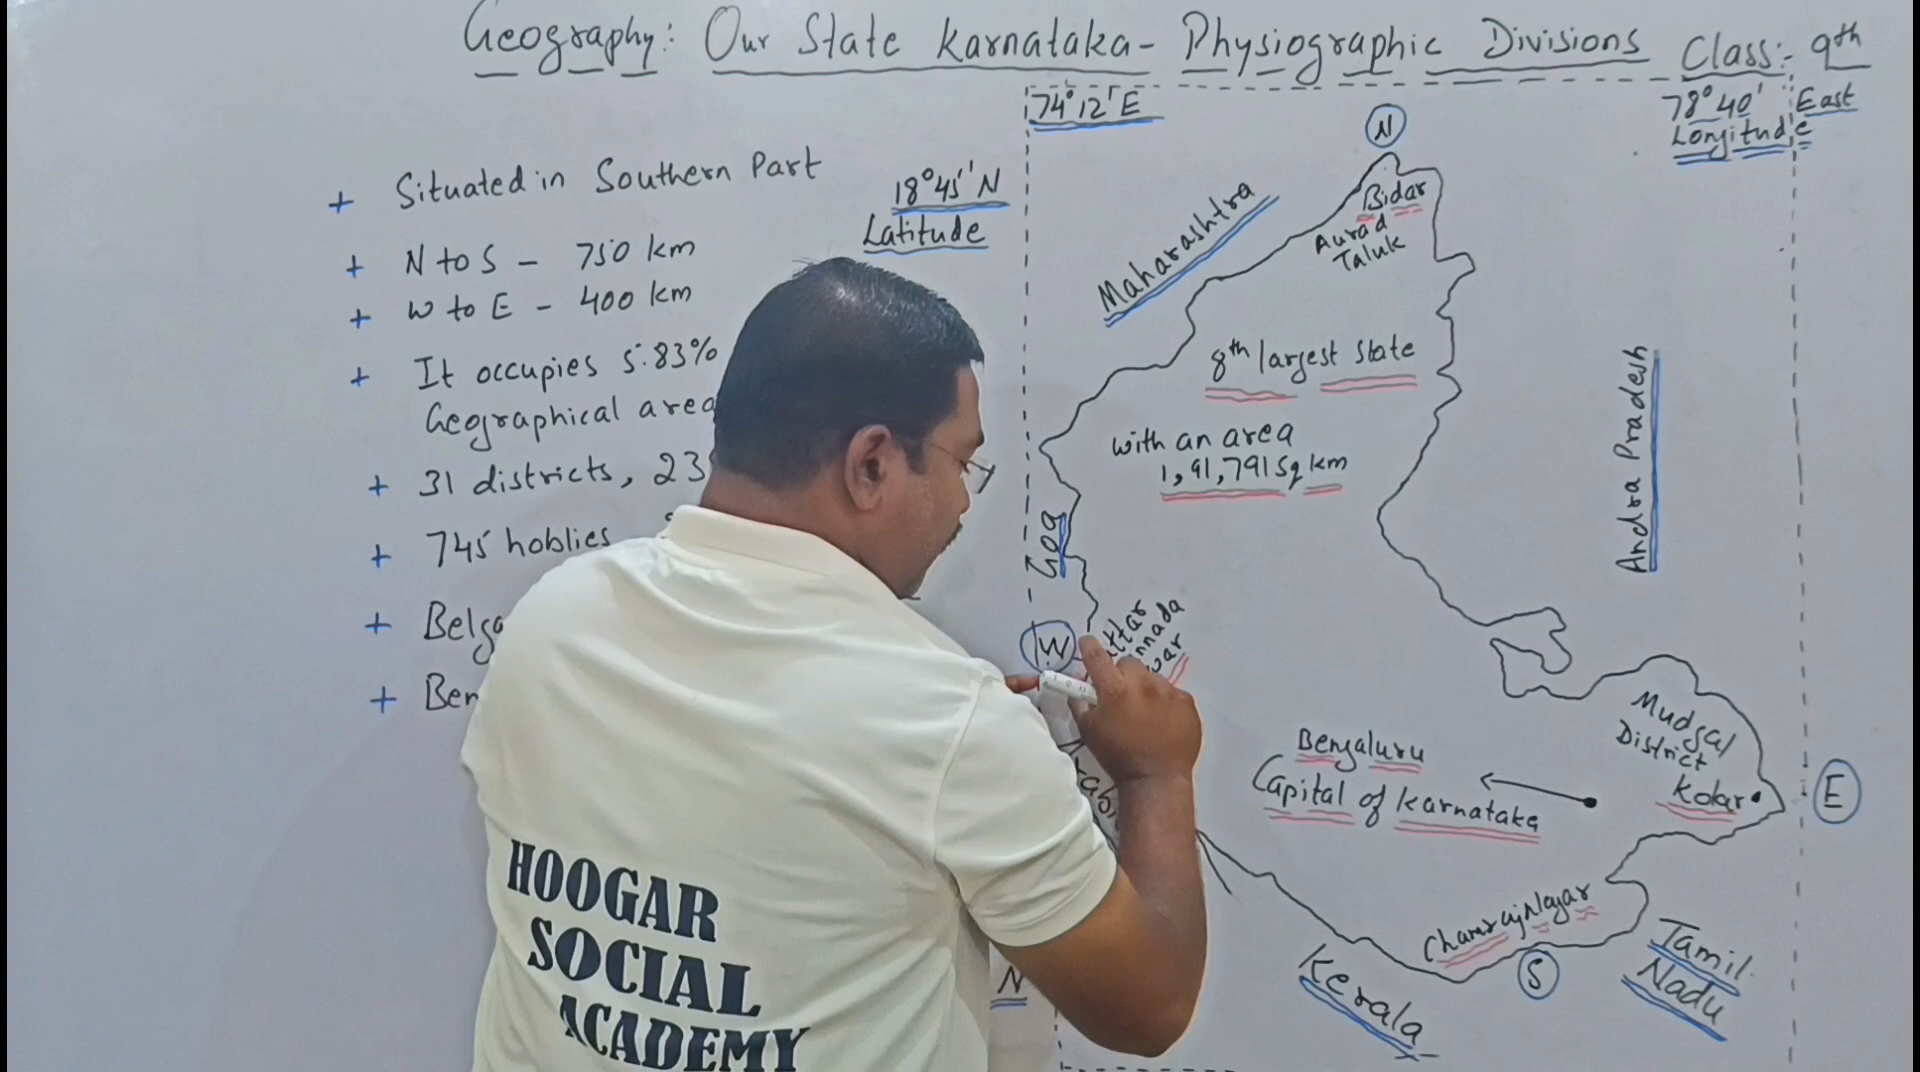 Geography: Our State Karnataka- Physiographic Divisions Class:- 9th
74°12' E
78°40' East
Longitude
N
+ Situated in Southern Part
18°45' N
Latitude
+ N to S - 750 km
+ W to E - 400 km
+ It occupies 5.83%
Geographical area
+ 31 districts, 23
+ 745 hoblies
+
+
Maharashtra
Bidar
Aurad
Taluk
8th largest state
with an area
1,91,791 Sq km
Goa
Andra Pradesh
W
Mudgal
District
Kolar
E
Bengaluru
Capital of Karnataka
ChamrajNagar
S
Kerala
Tamil
Nadu
N
HOOGAR
SOCIAL
ACADEMY